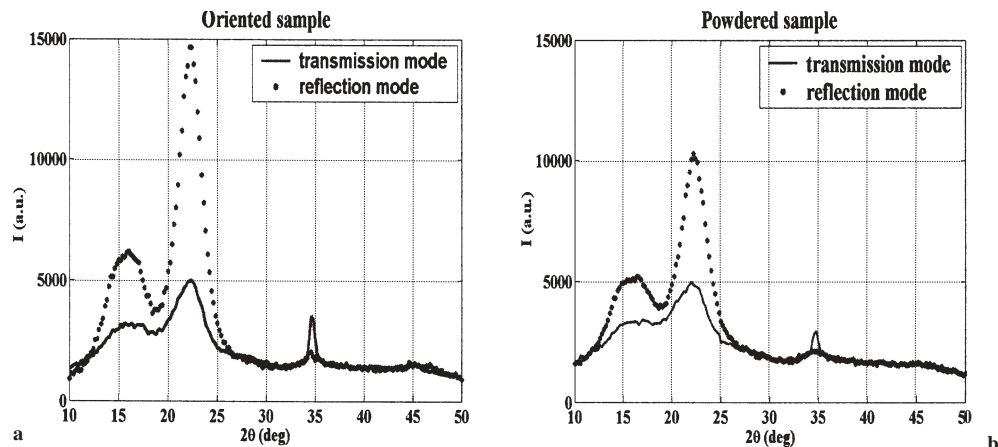 Oriented sample
15000
10000
5000
0
I (a.u.)
transmission mode
reflection mode
10 15 20 25 30 35 40 45 50
2θ (deg)
a
Powdered sample
15000
10000
5000
0
I (a.u.)
transmission mode
reflection mode
10 15 20 25 30 35 40 45 50
2θ (deg)
b